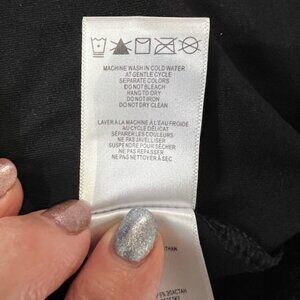 MACHINE WASH IN COLD WATER
AT GENTLE CYCLE
SEPARATE COLORS
DO NOT BLEACH
HANG TO DRY
DO NOT IRON
DO NOT DRY CLEAN
LAVER À LA MACHINE À L'EAU FROIDE
AU CYCLE DÉLICAT
SÉPARER LES COULEURS
NE PAS JAVELLISER
SUSPENDRE POUR SÉCHER
NE PAS REPASSER
NE PAS NETTOYER À SEC